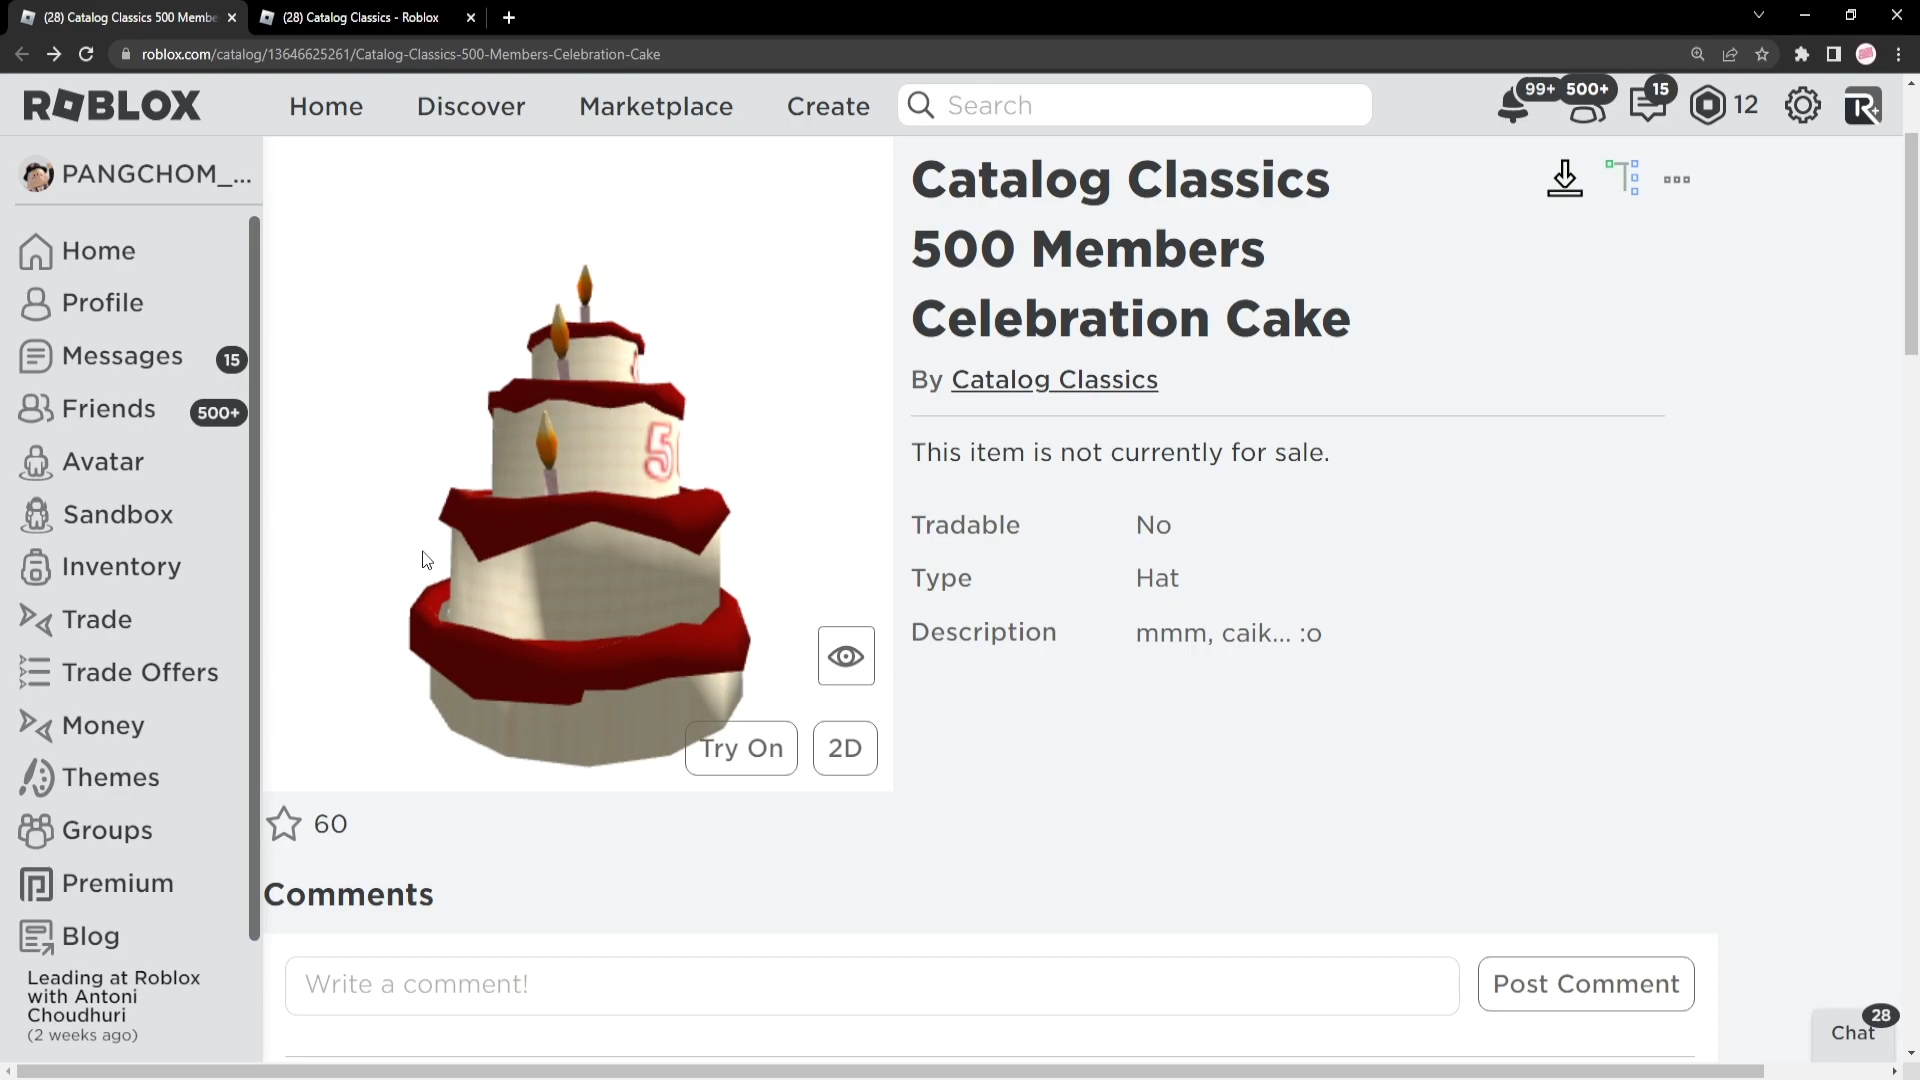 (28) Catalog Classics 500 Membe
(28) Catalog Classics - Roblox
roblox.com/catalog/13646625261/Catalog-Classics-500-Members-Celebration-Cake
ROBLOX
Home
Discover
Marketplace
Create
Search
99+
500+
15
12
PANGCHOM_...
Home
Profile
Messages
15
Friends
500+
Avatar
Sandbox
Inventory
Trade
Trade Offers
Money
Themes
Groups
Premium
Blog
Leading at Roblox
with Antoni
Choudhuri
(2 weeks ago)
5
Try On
2D
60
Catalog Classics
500 Members
Celebration Cake
By Catalog Classics
This item is not currently for sale.
Tradable No
Type Hat
Description mmm, caik... :o
Comments
Write a comment!
Post Comment
Chat
28